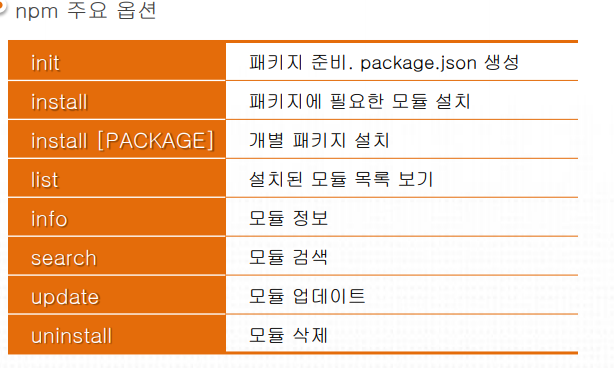 npm 주요 옵션
init 패키지 준비. package.json 생성
install 패키지에 필요한 모듈 설치
install [PACKAGE] 개별 패키지 설치
list 설치된 모듈 목록 보기
info 모듈 정보
search 모듈 검색
update 모듈 업데이트
uninstall 모듈 삭제